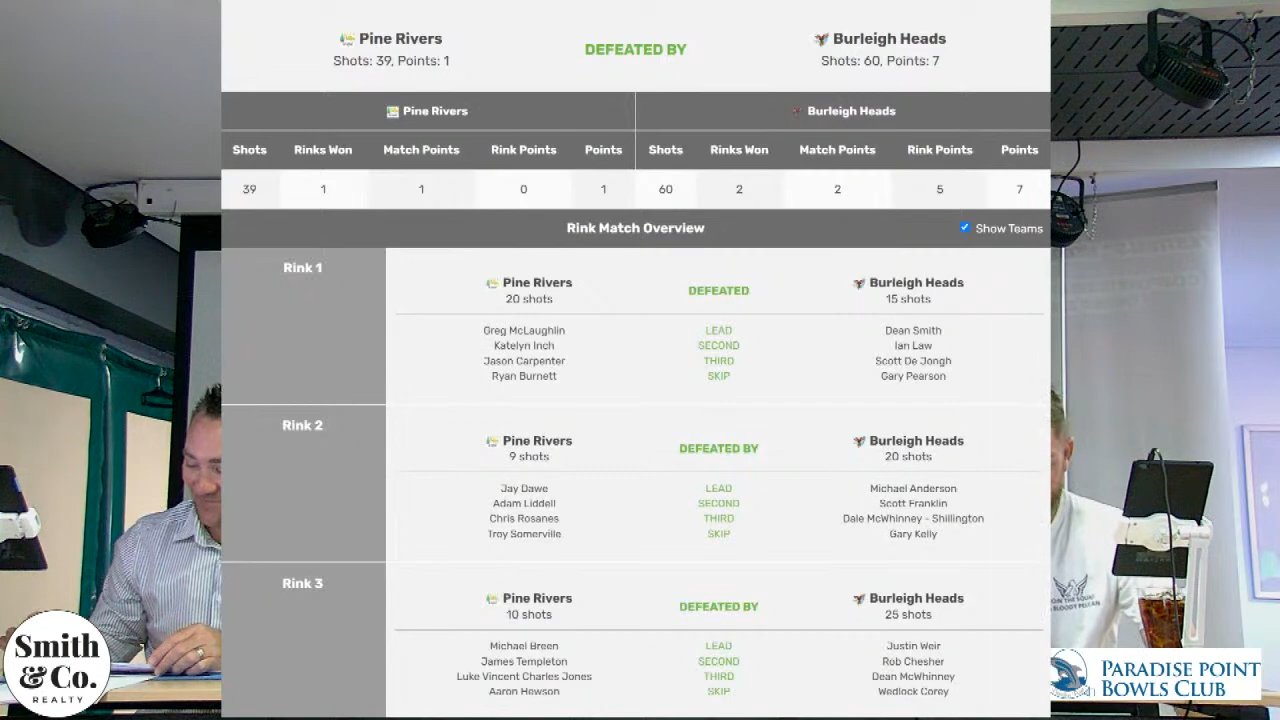 Pine Rivers
Shots: 39, Points: 1
DEFEATED BY
Burleigh Heads
Shots: 60, Points: 7
Pine Rivers
Burleigh Heads
Shots Rinks Won Match Points Rink Points Points Shots Rinks Won Match Points Rink Points Points
39 1 1 0 1 60 2 2 5 7
Rink Match Overview
Show Teams
Rink 1
Pine Rivers DEFEATED Burleigh Heads
20 shots 15 shots
Greg McLaughlin LEAD Dean Smith
Katelyn Inch SECOND Ian Law
Jason Carpenter THIRD Scott De Jongh
Ryan Burnett SKIP Gary Pearson
Rink 2
Pine Rivers DEFEATED BY Burleigh Heads
9 shots 20 shots
Jay Dawe LEAD Michael Anderson
Adam Liddell SECOND Scott Franklin
Chris Rosanes THIRD Dale McWhinney - Shillington
Troy Somerville SKIP Gary Kelly
Rink 3
Pine Rivers DEFEATED BY Burleigh Heads
10 shots 25 shots
Michael Breen LEAD Justin Weir
James Templeton SECOND Rob Chesher
Luke Vincent Charles Jones THIRD Dean McWhinney
Aaron Hewson SKIP Wedlock Corey
Smith
& Co.
REALTY
THE SQUAD
BLOODY PELICAN
PARADISE POINT
BOWLS CLUB